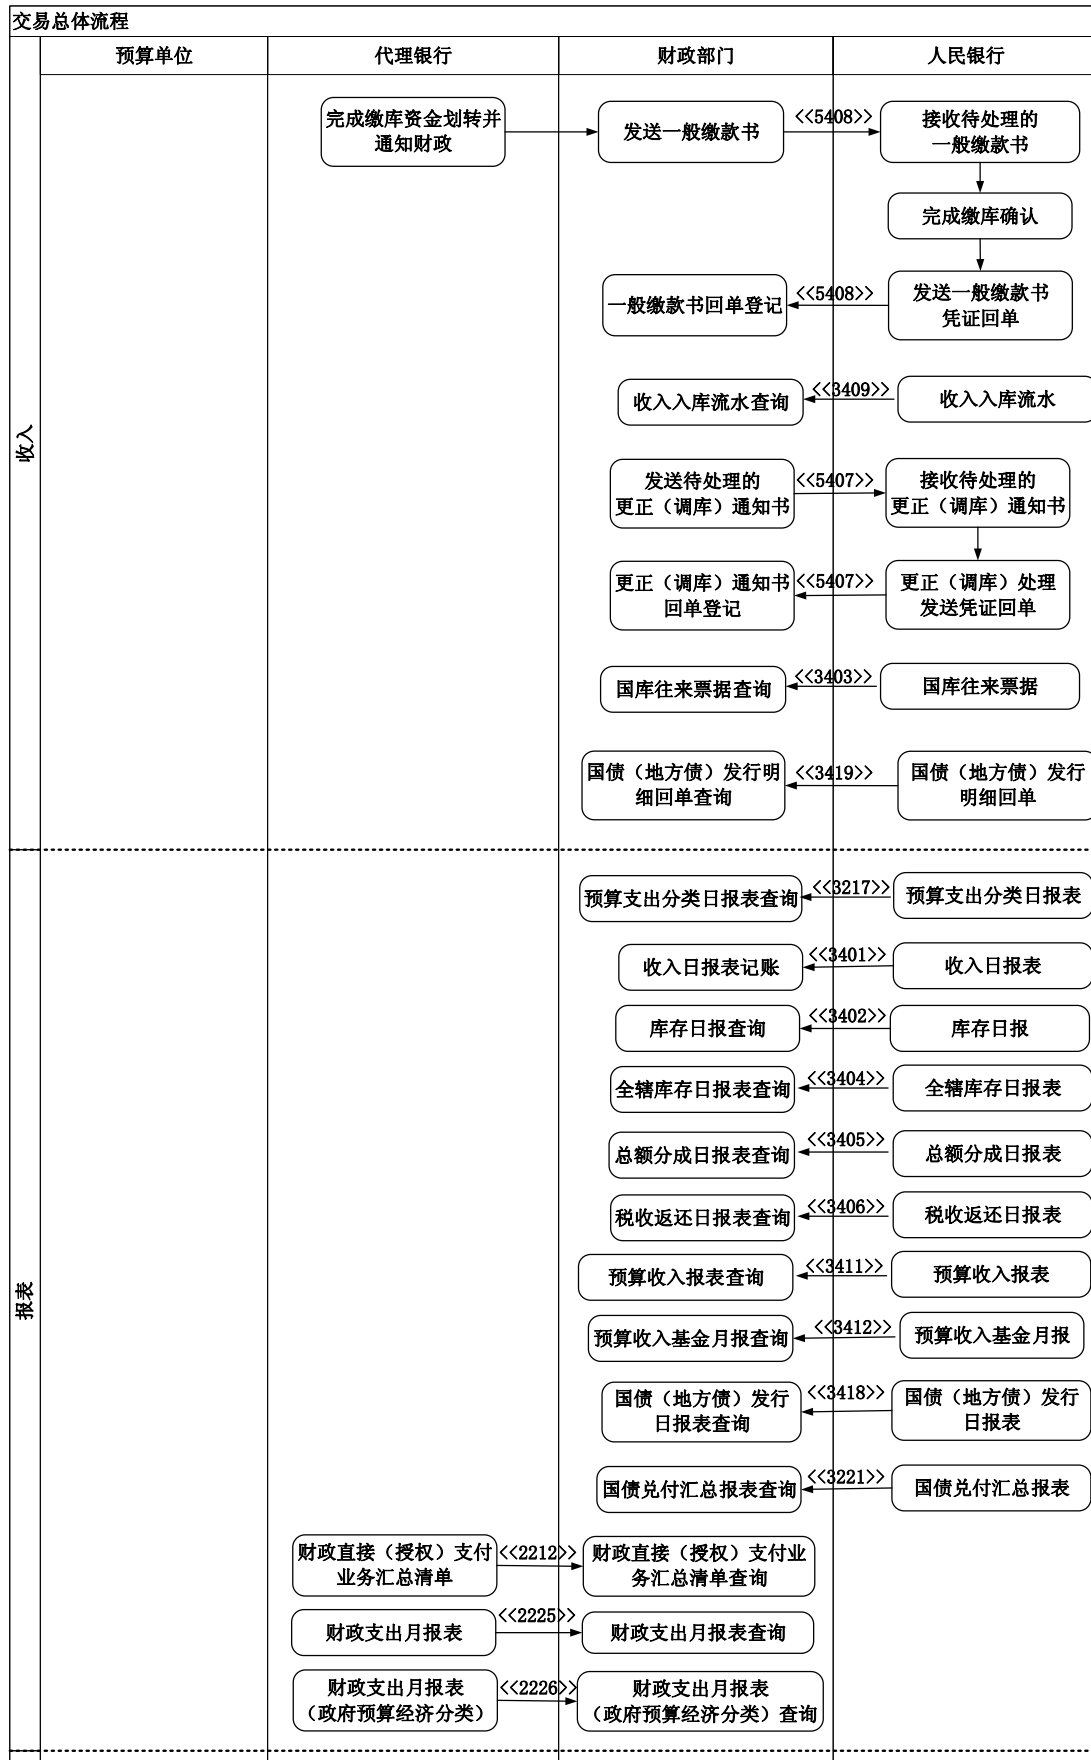 交易总体流程
预算单位
代理银行
财政部门
人民银行
收入
完成缴库资金划转并
通知财政
发送一般缴款书
<<5408>>
接收待处理的
一般缴款书
完成缴库确认
一般缴款书回单登记
<<5408>>
发送一般缴款书
凭证回单
收入入库流水查询
<<3409>>
收入入库流水
发送待处理的
更正（调库）通知书
<<5407>>
接收待处理的
更正（调库）通知书
更正（调库）通知书
回单登记
<<5407>>
更正（调库）处理
发送凭证回单
国库往来票据查询
<<3403>>
国库往来票据
国债（地方债）发行明
细回单查询
<<3419>>
国债（地方债）发行
明细回单
报表
预算支出分类日报表查询
<<3217>>
预算支出分类日报表
收入日报表记账
<<3401>>
收入日报表
库存日报查询
<<3402>>
库存日报
全辖库存日报表查询
<<3404>>
全辖库存日报表
总额分成日报表查询
<<3405>>
总额分成日报表
税收返还日报表查询
<<3406>>
税收返还日报表
预算收入报表查询
<<3411>>
预算收入报表
预算收入基金月报查询
<<3412>>
预算收入基金月报
国债（地方债）发行
日报表查询
<<3418>>
国债（地方债）发行
日报表
国债兑付汇总报表查询
<<3221>>
国债兑付汇总报表
财政直接（授权）支付
业务汇总清单
<<2212>>
财政直接（授权）支付业
务汇总清单查询
财政支出月报表
<<2225>>
财政支出月报表查询
财政支出月报表
（政府预算经济分类）
<<2226>>
财政支出月报表
（政府预算经济分类）查询